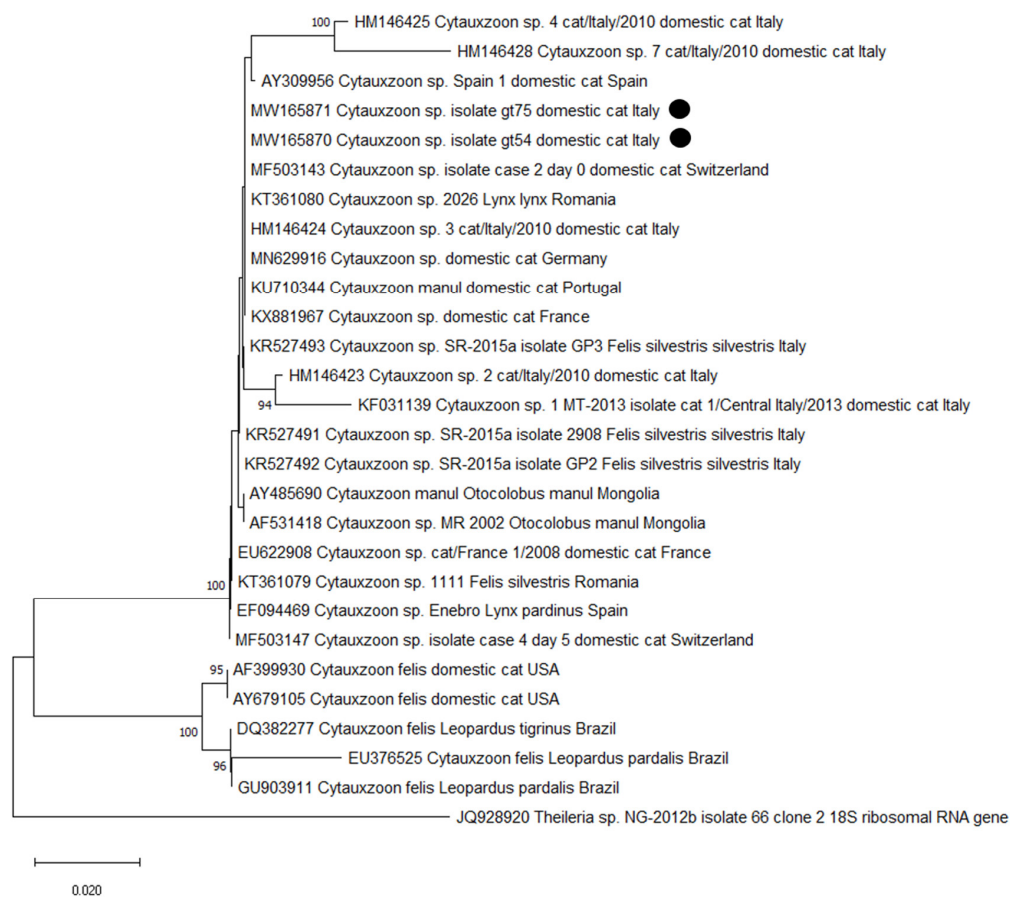 100
HM146425 Cytauxzoon sp. 4 cat/Italy/2010 domestic cat Italy
HM146428 Cytauxzoon sp. 7 cat/Italy/2010 domestic cat Italy
AY309956 Cytauxzoon sp. Spain 1 domestic cat Spain
MW165871 Cytauxzoon sp. isolate gt75 domestic cat Italy
MW165870 Cytauxzoon sp. isolate gt54 domestic cat Italy
MF503143 Cytauxzoon sp. isolate case 2 day 0 domestic cat Switzerland
KT361080 Cytauxzoon sp. 2026 Lynx lynx Romania
HM146424 Cytauxzoon sp. 3 cat/Italy/2010 domestic cat Italy
MN629916 Cytauxzoon sp. domestic cat Germany
KU710344 Cytauxzoon manul domestic cat Portugal
KX881967 Cytauxzoon sp. domestic cat France
KR527493 Cytauxzoon sp. SR-2015a isolate GP3 Felis silvestris silvestris Italy
HM146423 Cytauxzoon sp. 2 cat/Italy/2010 domestic cat Italy
94
KF031139 Cytauxzoon sp. 1 MT-2013 isolate cat 1/Central Italy/2013 domestic cat Italy
KR527491 Cytauxzoon sp. SR-2015a isolate 2908 Felis silvestris silvestris Italy
KR527492 Cytauxzoon sp. SR-2015a isolate GP2 Felis silvestris silvestris Italy
AY485690 Cytauxzoon manul Otocolobus manul Mongolia
AF531418 Cytauxzoon sp. MR 2002 Otocolobus manul Mongolia
EU622908 Cytauxzoon sp. cat/France 1/2008 domestic cat France
100
KT361079 Cytauxzoon sp. 1111 Felis silvestris Romania
EF094469 Cytauxzoon sp. Enebro Lynx pardinus Spain
MF503147 Cytauxzoon sp. isolate case 4 day 5 domestic cat Switzerland
95
AF399930 Cytauxzoon felis domestic cat USA
AY679105 Cytauxzoon felis domestic cat USA
100
DQ382277 Cytauxzoon felis Leopardus tigrinus Brazil
EU376525 Cytauxzoon felis Leopardus pardalis Brazil
96
GU903911 Cytauxzoon felis Leopardus pardalis Brazil
JQ928920 Theileria sp. NG-2012b isolate 66 clone 2 18S ribosomal RNA gene
0.020